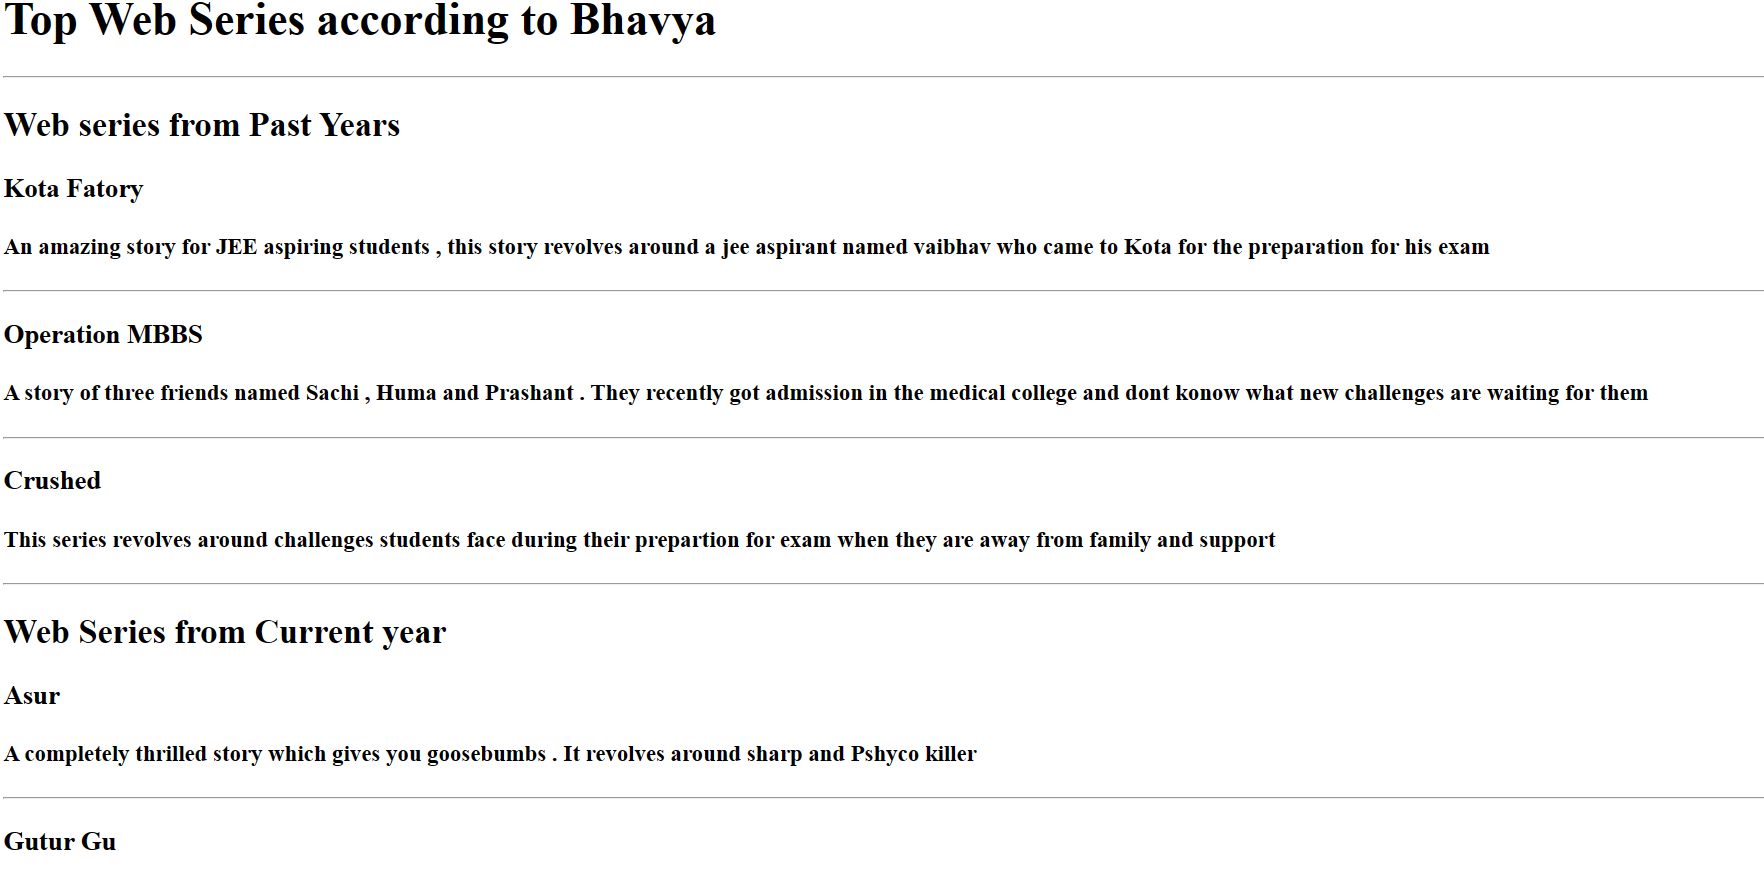 Top Web Series according to Bhavya
Web series from Past Years
Kota Fatory
An amazing story for JEE aspiring students , this story revolves around a jee aspirant named vaibhav who came to Kota for the preparation for his exam
Operation MBBS
A story of three friends named Sachi , Huma and Prashant . They recently got admission in the medical college and dont konow what new challenges are waiting for them
Crushed
This series revolves around challenges students face during their prepartion for exam when they are away from family and support
Web Series from Current year
Asur
A completely thrilled story which gives you goosebumbs . It revolves around sharp and Pshyco killer
Gutur Gu